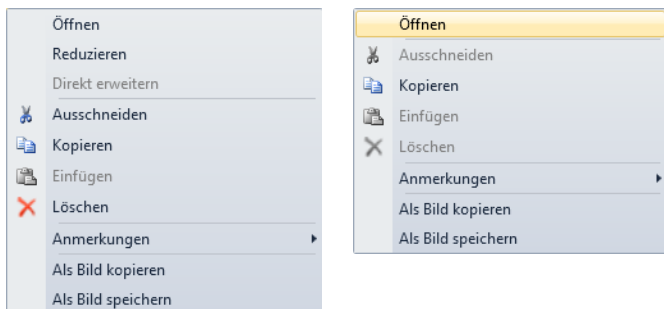 Öffnen
Reduzieren
Direkt erweitern
Ausschneiden
Kopieren
Einfügen
Löschen
Anmerkungen
Als Bild kopieren
Als Bild speichern
Öffnen
Ausschneiden
Kopieren
Einfügen
Löschen
Anmerkungen
Als Bild kopieren
Als Bild speichern